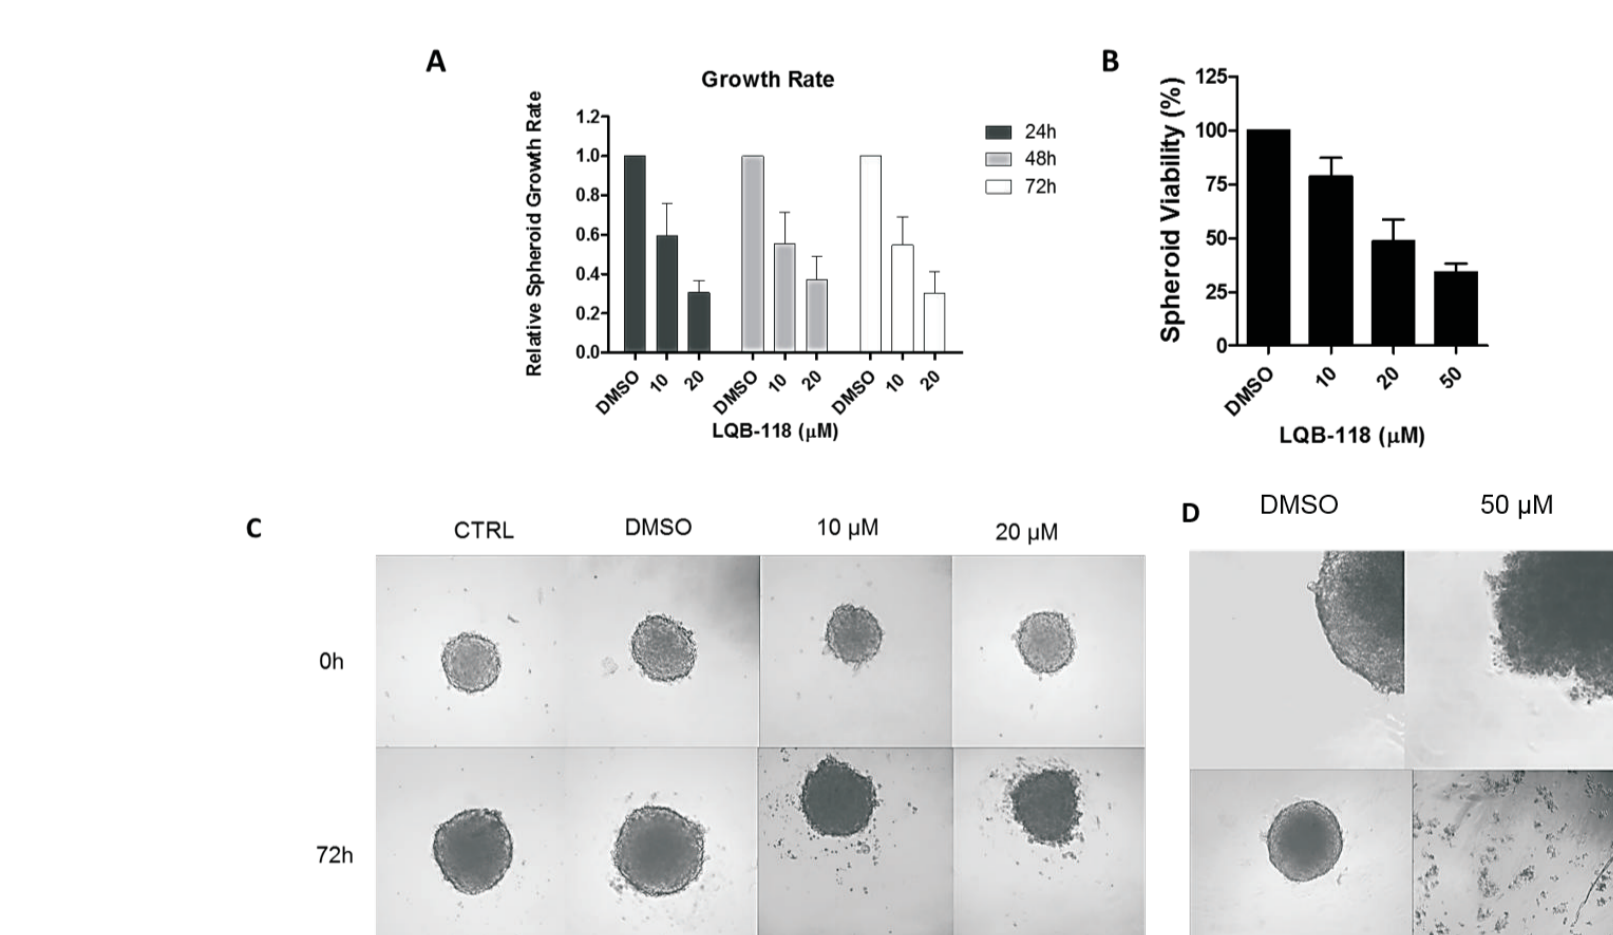 A
Growth Rate
Relative Spheroid Growth Rate
1.2
1.0
0.8
0.6
0.4
0.2
0.0
DMSO 10 20 DMSO 10 20 DMSO 10 20
LQB-118 (μM)
24h
48h
72h
B
Spheroid Viability (%)
125
100
75
50
25
0
DMSO 10 20 50
LQB-118 (μM)
C
CTRL DMSO 10 μM 20 μM
0h
72h
D
DMSO 50 μM